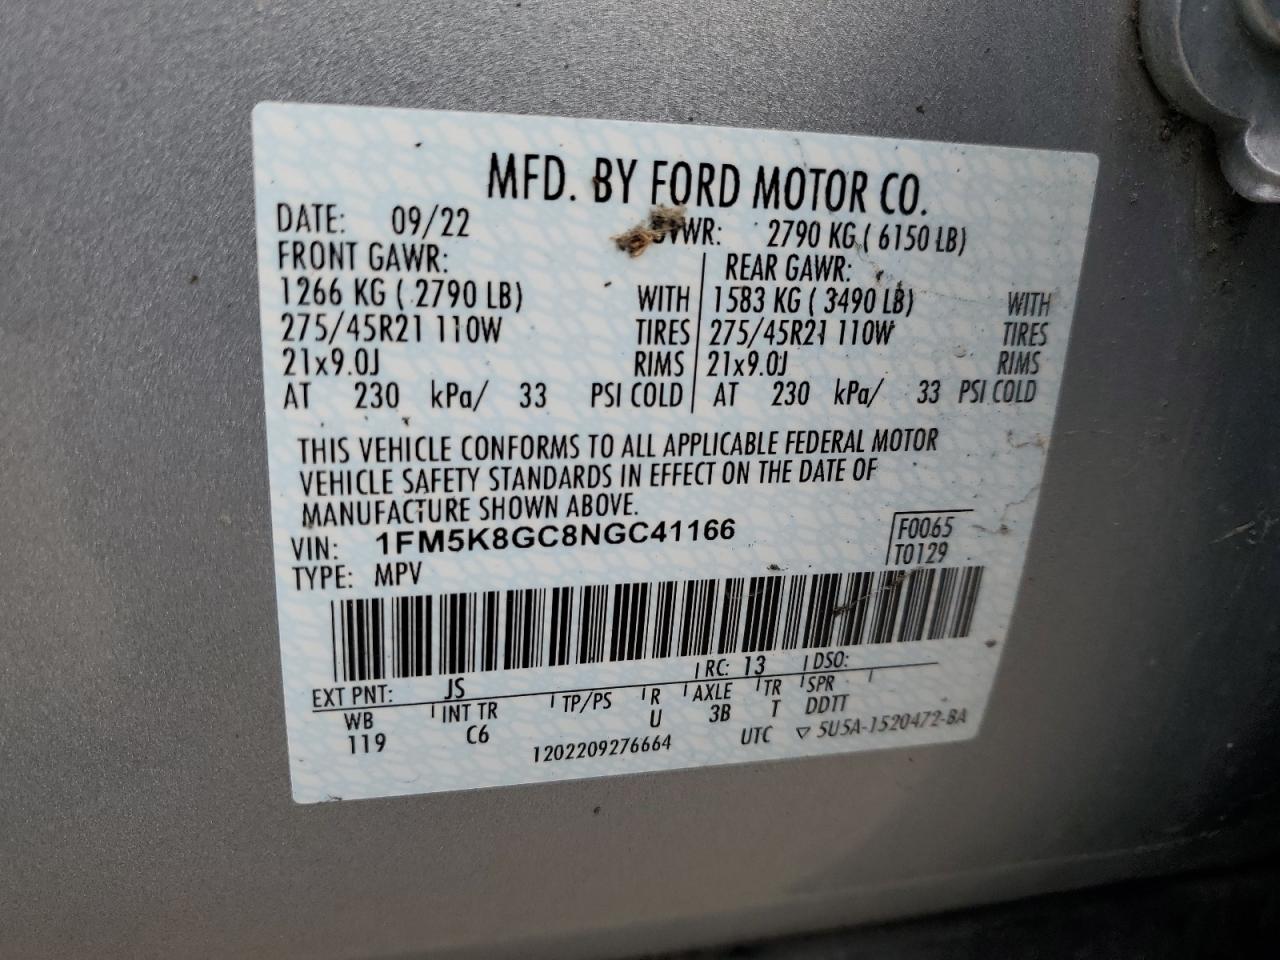 MFD. BY FORD MOTOR CO.
DATE: 09/22 GVWR: 2790 KG ( 6150 LB)
FRONT GAWR: REAR GAWR:
1266 KG ( 2790 LB) WITH 1583 KG ( 3490 LB) WITH
275/45R21 110W TIRES 275/45R21 110W TIRES
21x9.0J RIMS 21x9.0J RIMS
AT 230 kPa/ 33 PSI COLD AT 230 kPa/ 33 PSI COLD
THIS VEHICLE CONFORMS TO ALL APPLICABLE FEDERAL MOTOR
VEHICLE SAFETY STANDARDS IN EFFECT ON THE DATE OF
MANUFACTURE SHOWN ABOVE.
VIN: 1FM5K8GC8NGC41166 F0065
TYPE: MPV T0129
EXT PNT: JS RC: 13 DSO:
WB INT TR TP/PS R AXLE TR SPR
119 C6 U 3B T DDTT
1202209276664 UTC ▽ 5U5A-1520472-BA